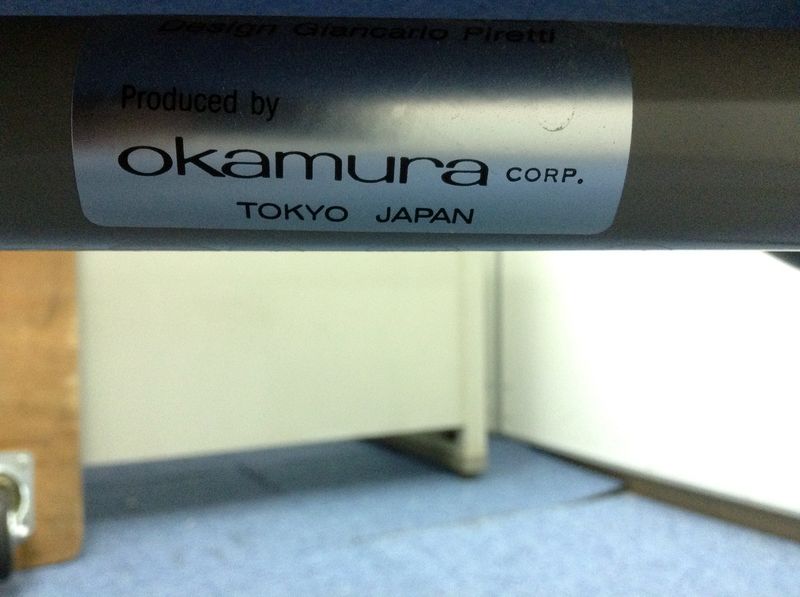 Design Giancarlo Piretti
Produced by
okamura CORP.
TOKYO JAPAN